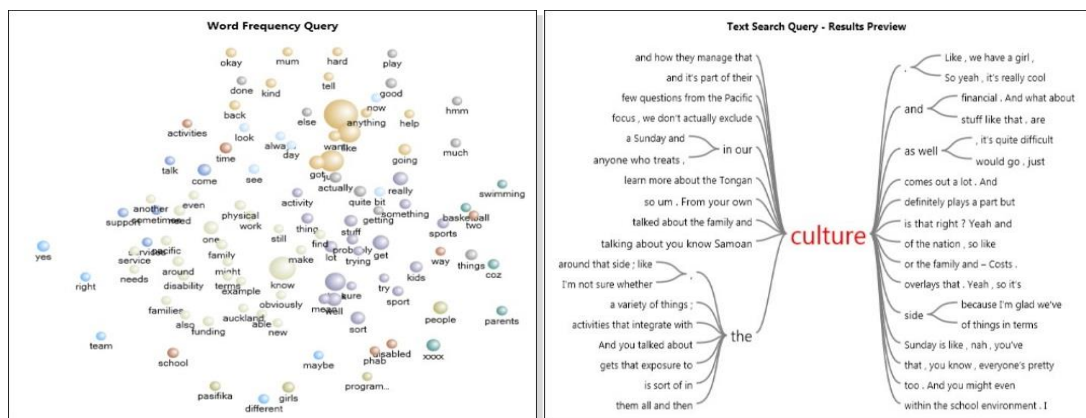 Word Frequency Query
okay
mum
hard
play
done
kind
tell
good
now
hmm
back
else
anything
help
activities
look
always
day
want
like
much
time
going
talk
come
see
got
actually
really
quite bit
swimming
another
even
sometimes
need
support
physical
work
activity
something
getting
basketball
two
sports
thing
stuff
yes
services
service
pacific
one
family
still
find
make
probably
lot
trying
get
way
things
coz
right
needs
around
disability
might
terms
example
know
kids
try
sport
sure
mean
well
obviously
families
also
funding
auckland
able
new
sort
people
parents
team
school
maybe
phab
disabled
xxxx
program...
pasifika
different
girls
Text Search Query - Results Preview
and how they manage that
and it's part of their
few questions from the Pacific
focus , we don't actually exclude
a Sunday and
anyone who treats ,
in our
learn more about the Tongan
so um . From your own
talked about the family and
talking about you know Samoan
around that side ; like
I'm not sure whether
,
a variety of things ;
activities that integrate with
And you talked about
gets that exposure to
is sort of in
them all and then
the
culture
.
Like , we have a girl ,
So yeah , it's really cool
and
financial . And what about
stuff like that . are
as well
, it's quite difficult
would go . just
comes out a lot . And
definitely plays a part but
is that right ? Yeah and
of the nation , so like
or the family and – Costs .
overlays that . Yeah , so it's
side
because I'm glad we've
of things in terms
Sunday is like , nah , you've
that , you know , everyone's pretty
too . And you might even
within the school environment . I